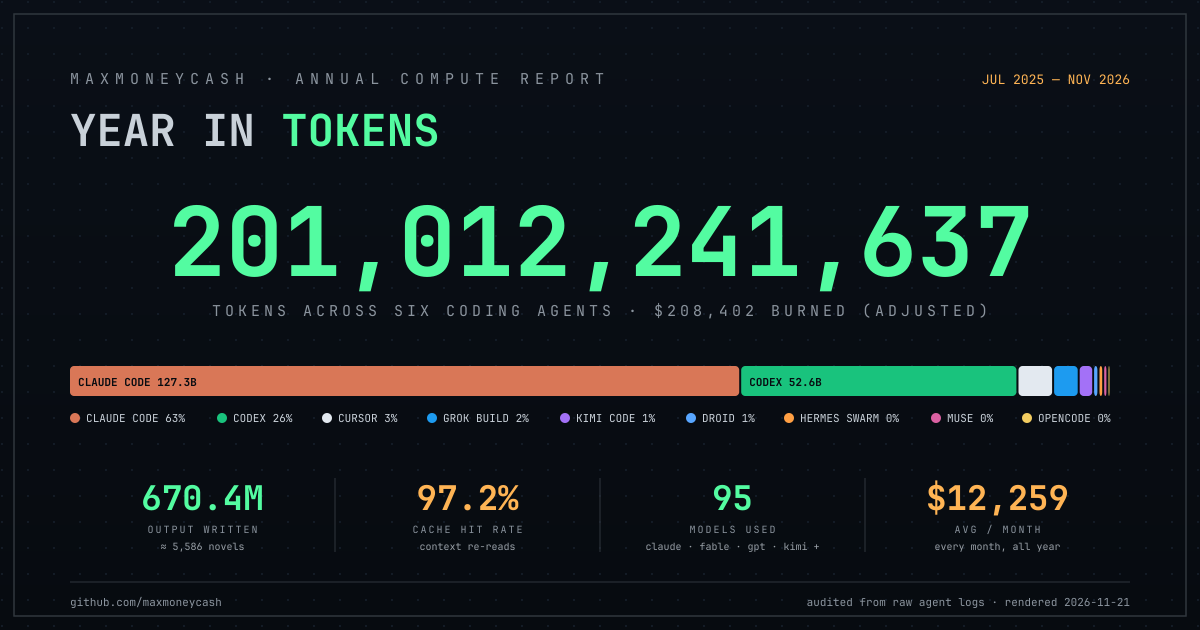 MAXMONEYCASH · ANNUAL COMPUTE REPORT
JUL 2025 — NOV 2026
YEAR IN TOKENS
201,012,241,637
TOKENS ACROSS SIX CODING AGENTS · $208,402 BURNED (ADJUSTED)
CLAUDE CODE 127.3B
CODEX 52.6B
CLAUDE CODE 63% CODEX 26% CURSOR 3% GROK BUILD 2% KIMI CODE 1% DROID 1% HERMES SWARM 0% MUSE 0% OPENCODE 0%
670.4M
OUTPUT WRITTEN
≈ 5,586 novels
97.2%
CACHE HIT RATE
context re-reads
95
MODELS USED
claude · fable · gpt · kimi +
$12,259
AVG / MONTH
every month, all year
github.com/maxmoneycash
audited from raw agent logs · rendered 2026-11-21